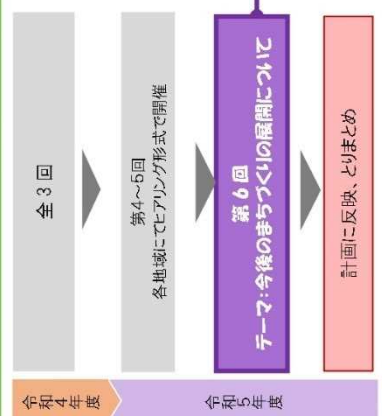 令和4年度
全3回
令和5年度
第4～5回
各地域にてヒアリング形式で開催
第6回
テーマ:今後のまちづくりの展開について
計画に反映、とりまとめ